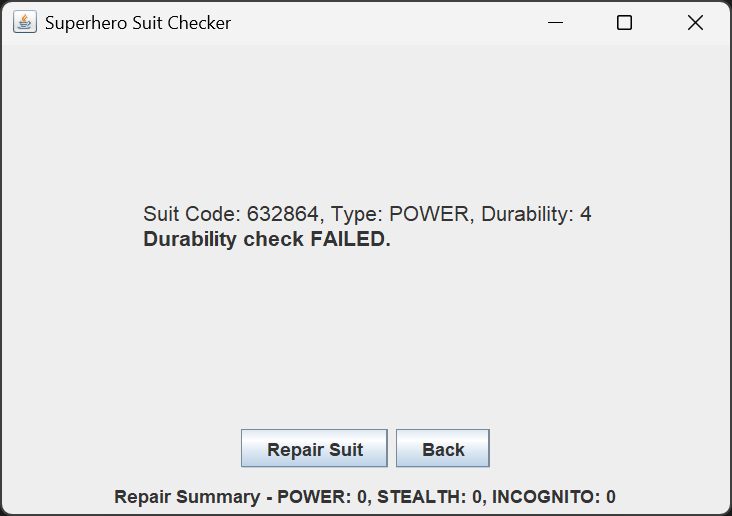 Superhero Suit Checker
Suit Code: 632864, Type: POWER, Durability: 4
Durability check FAILED.
Repair Suit
Back
Repair Summary - POWER: 0, STEALTH: 0, INCOGNITO: 0